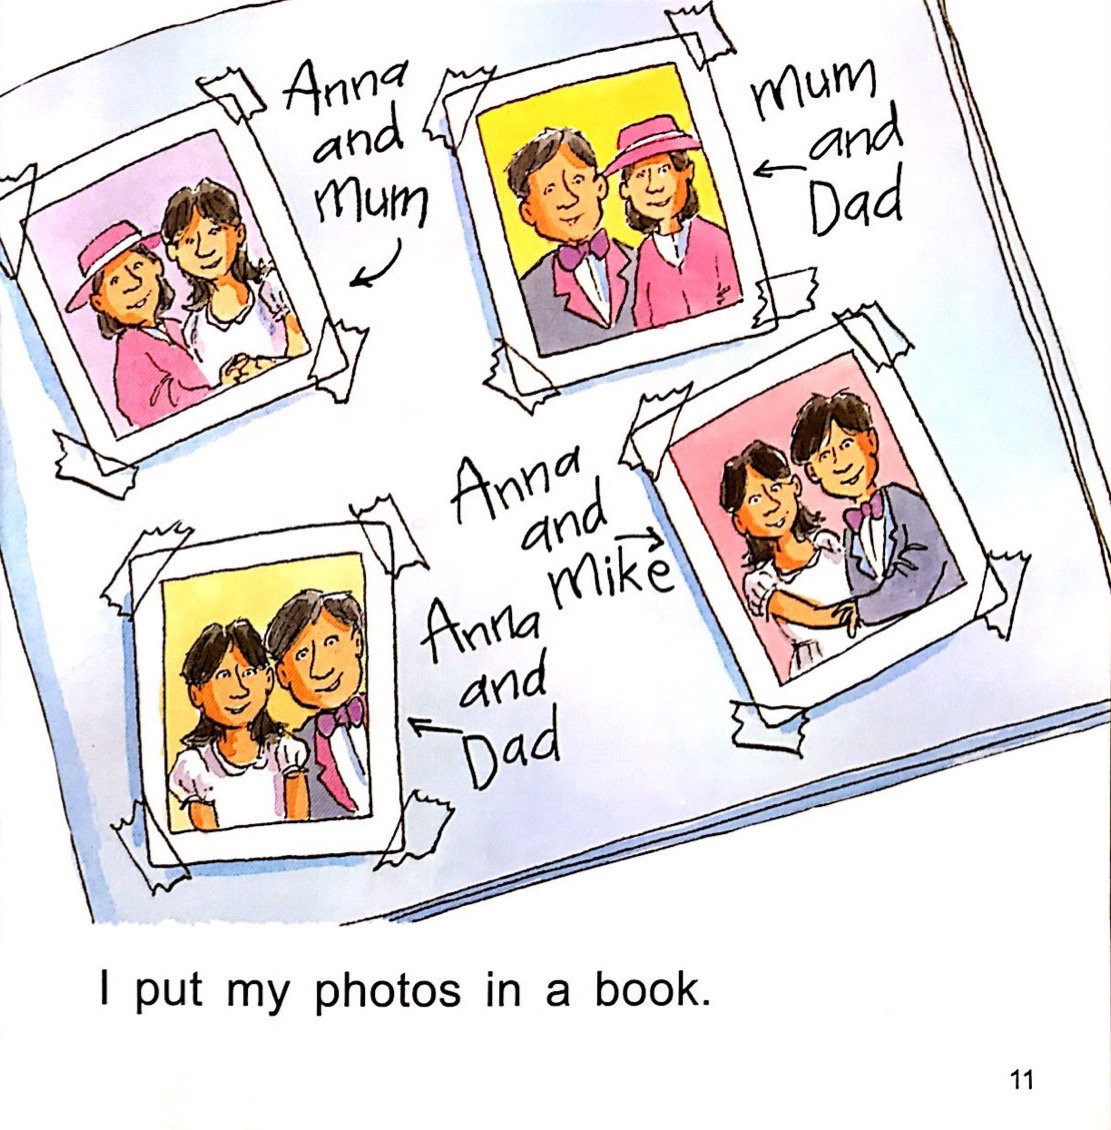 Anna
and
Mum
Mum
and
Dad
Anna
and
Mike
Anna
and
Dad
I put my photos in a book.
11